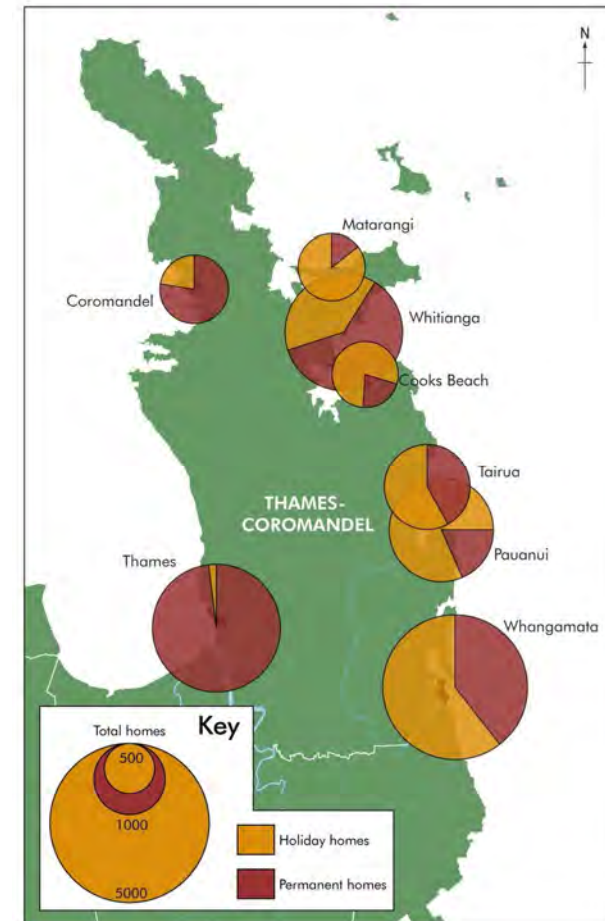 N
Matarangi
Coromandel
Whitianga
Cooks Beach
Tairua
THAMES-
COROMANDEL
Thames
Pauanui
Whangamata
Key
Total homes
500
1000
5000
Holiday homes
Permanent homes